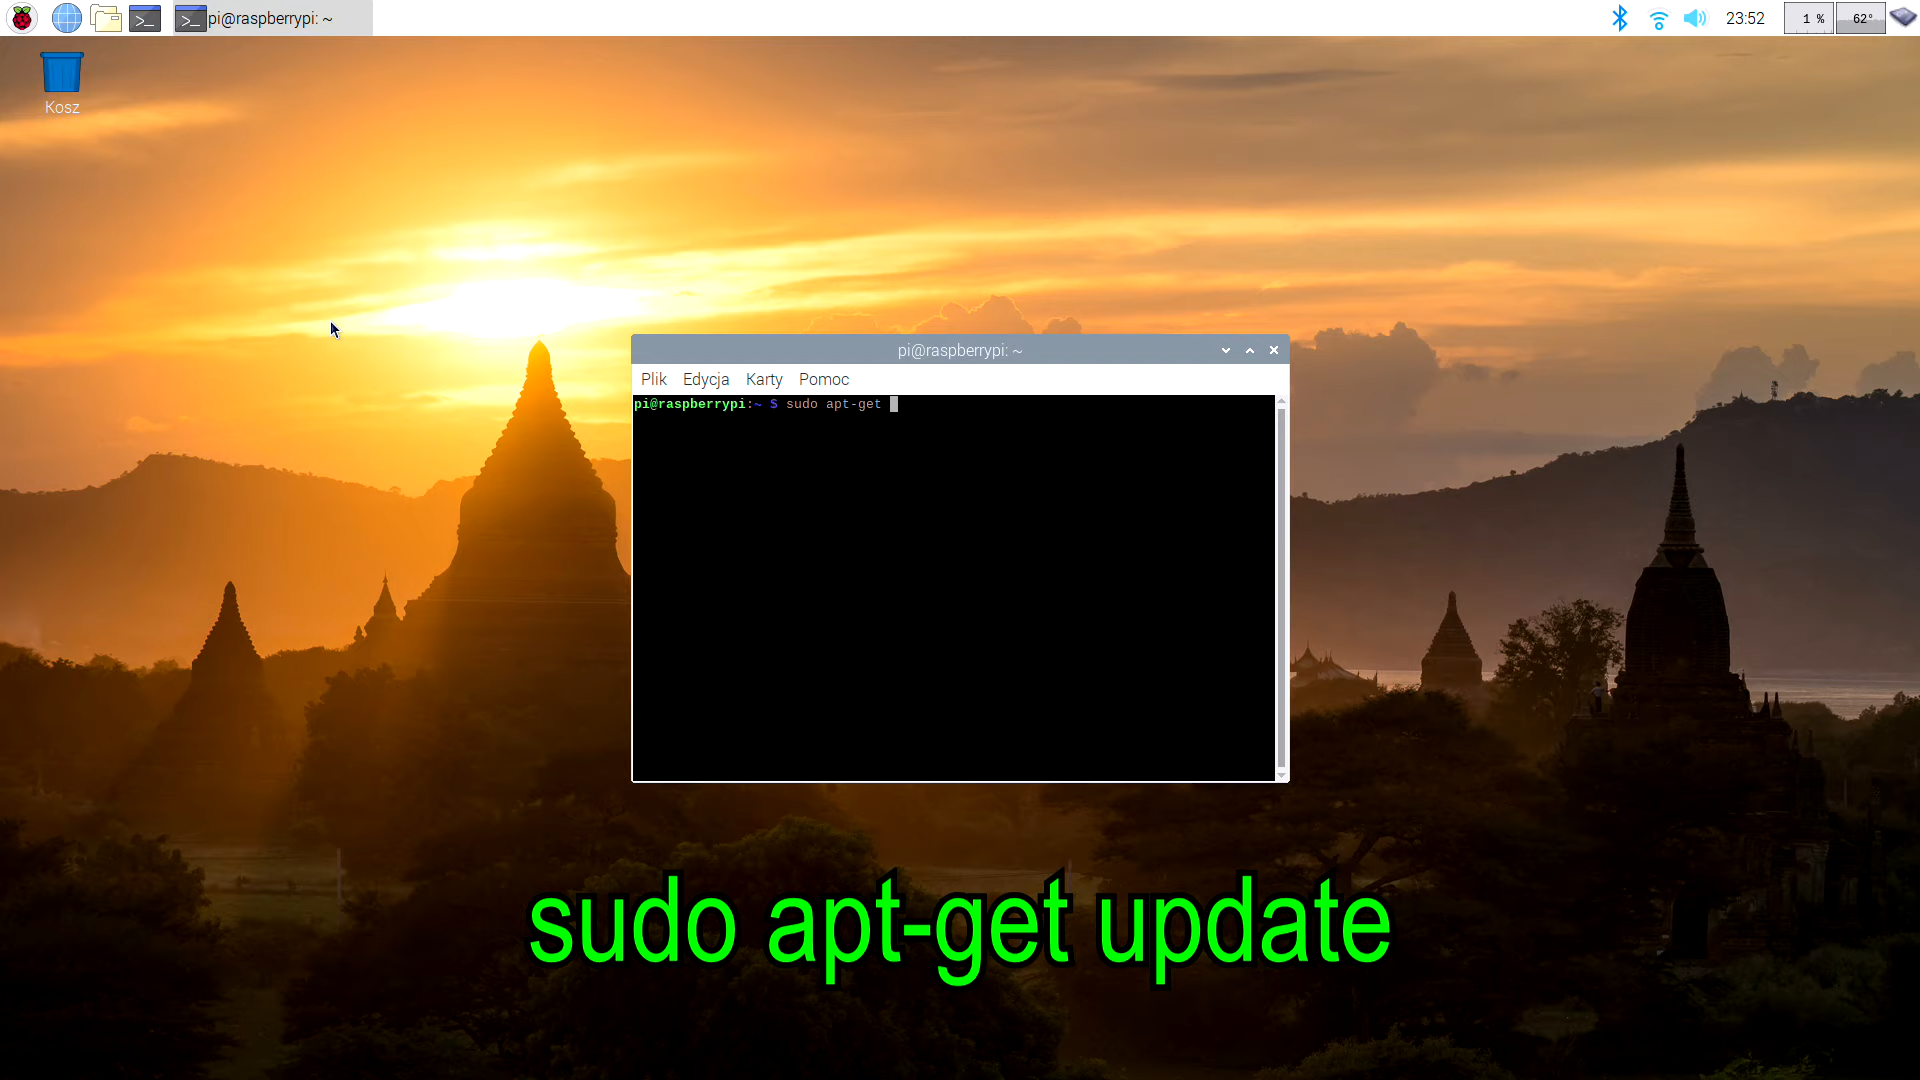 pi@raspberrypi: ~
23:52
1 %
62°
Kosz
pi@raspberrypi: ~
Plik Edycja Karty Pomoc
pi@raspberrypi:~ $ sudo apt-get
sudo apt-get update